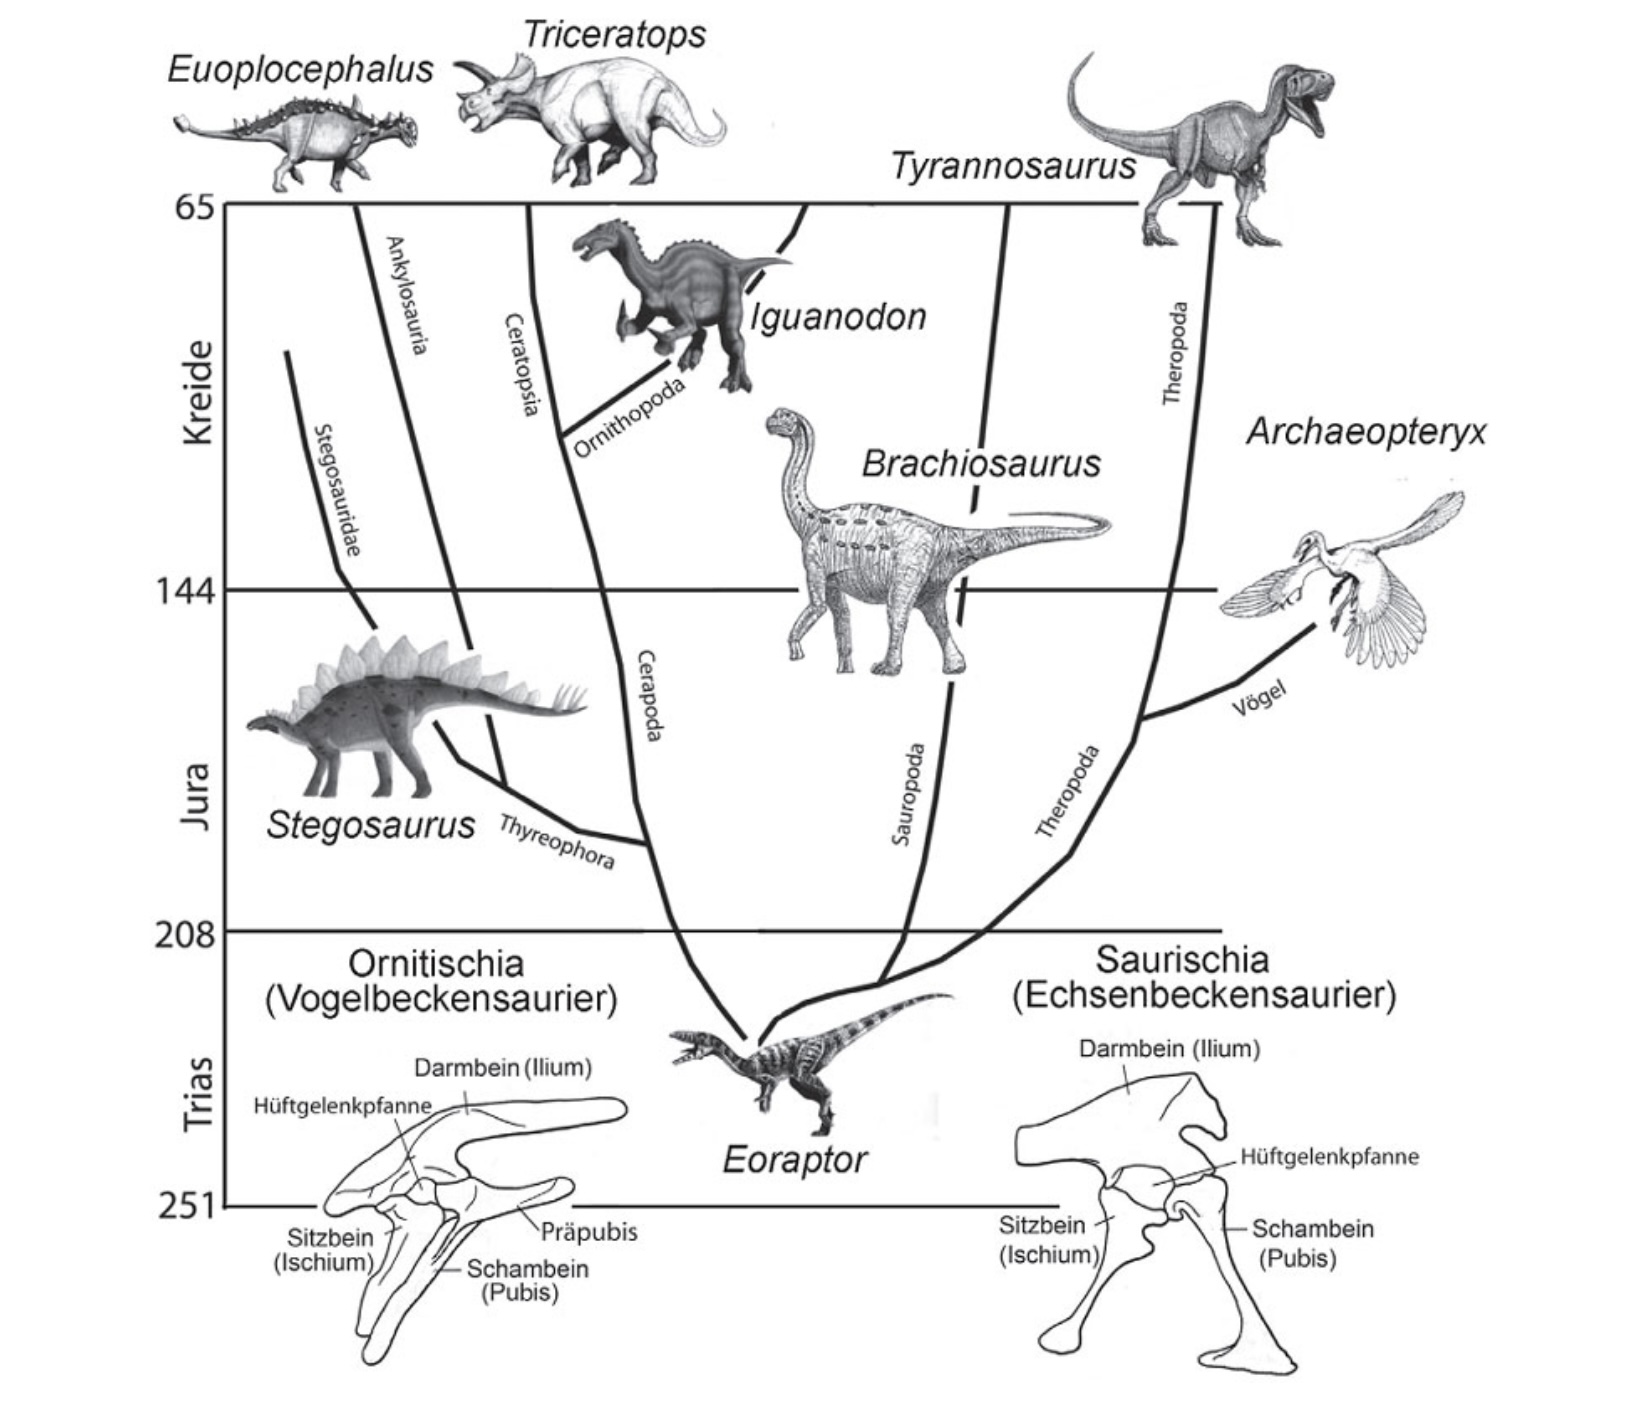 Triceratops
Euoplocephalus
Tyrannosaurus
65
Ankylosauria
Ceratopsia
Iguanodon
Theropoda
Kreide
Stegosauridae
Ornithopoda
Archaeopteryx
Brachiosaurus
144
Cerapoda
Vögel
Jura
Sauropoda
Theropoda
Stegosaurus
Thyreophora
208
Ornitischia
(Vogelbeckensaurier)
Saurischia
(Echsenbeckensaurier)
Trias
Darmbein (Ilium)
Hüftgelenkpfanne
Eoraptor
Darmbein (Ilium)
Hüftgelenkpfanne
251
Sitzbein
(Ischium)
Präpubis
Schambein
(Pubis)
Sitzbein
(Ischium)
Schambein
(Pubis)